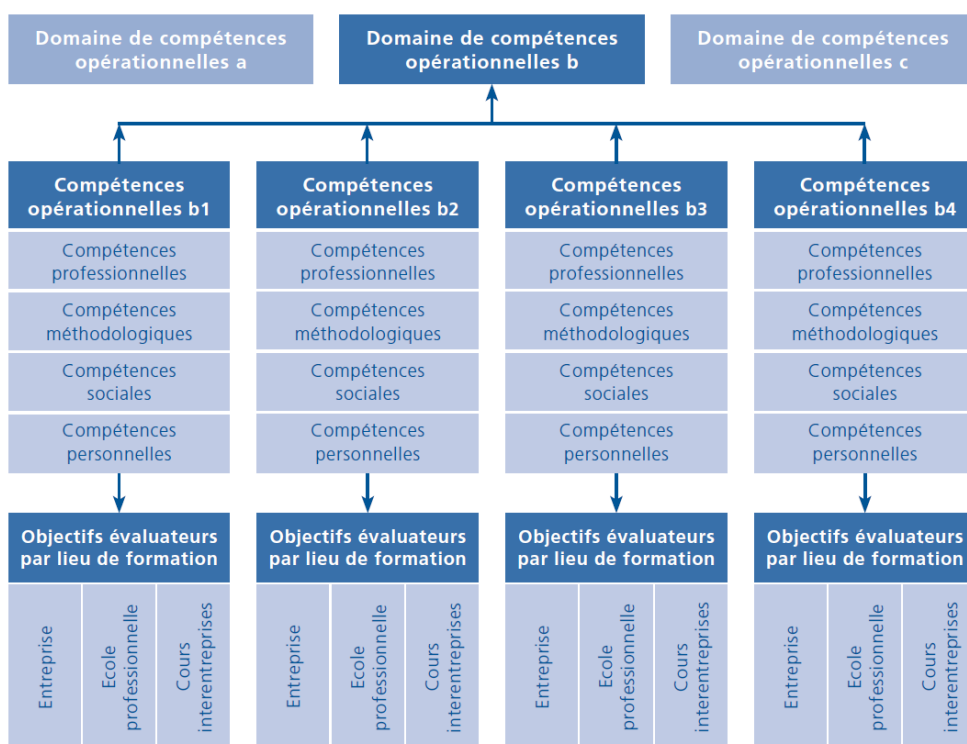 Domaine de compétences
opérationnelles a
Domaine de compétences
opérationnelles b
Domaine de compétences
opérationnelles c
Compétences
opérationnelles b1
Compétences
opérationnelles b2
Compétences
opérationnelles b3
Compétences
opérationnelles b4
Compétences
professionnelles
Compétences
professionnelles
Compétences
professionnelles
Compétences
professionnelles
Compétences
méthodologiques
Compétences
méthodologiques
Compétences
méthodologiques
Compétences
méthodologiques
Compétences
sociales
Compétences
sociales
Compétences
sociales
Compétences
sociales
Compétences
personnelles
Compétences
personnelles
Compétences
personnelles
Compétences
personnelles
Objectifs évaluateurs
par lieu de formation
Objectifs évaluateurs
par lieu de formation
Objectifs évaluateurs
par lieu de formation
Objectifs évaluateurs
par lieu de formation
Entreprise
Ecole
professionnelle
Cours
interentreprises
Entreprise
Ecole
professionnelle
Cours
interentreprises
Entreprise
Ecole
professionnelle
Cours
interentreprises
Entreprise
Ecole
professionnelle
Cours
interentreprises